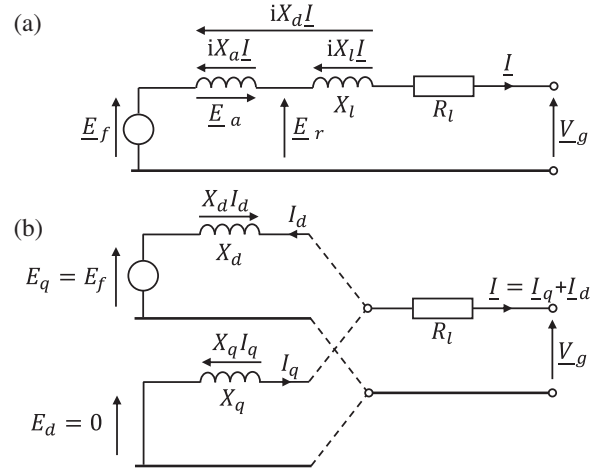 (a)
iX_d I
iX_a I iX_l I
E_f E_a E_r X_l R_l I V_g
(b)
X_d I_d I_d
X_d
E_q = E_f
I = I_q + I_d
R_l
V_g
X_q I_q I_q
X_q
E_d = 0